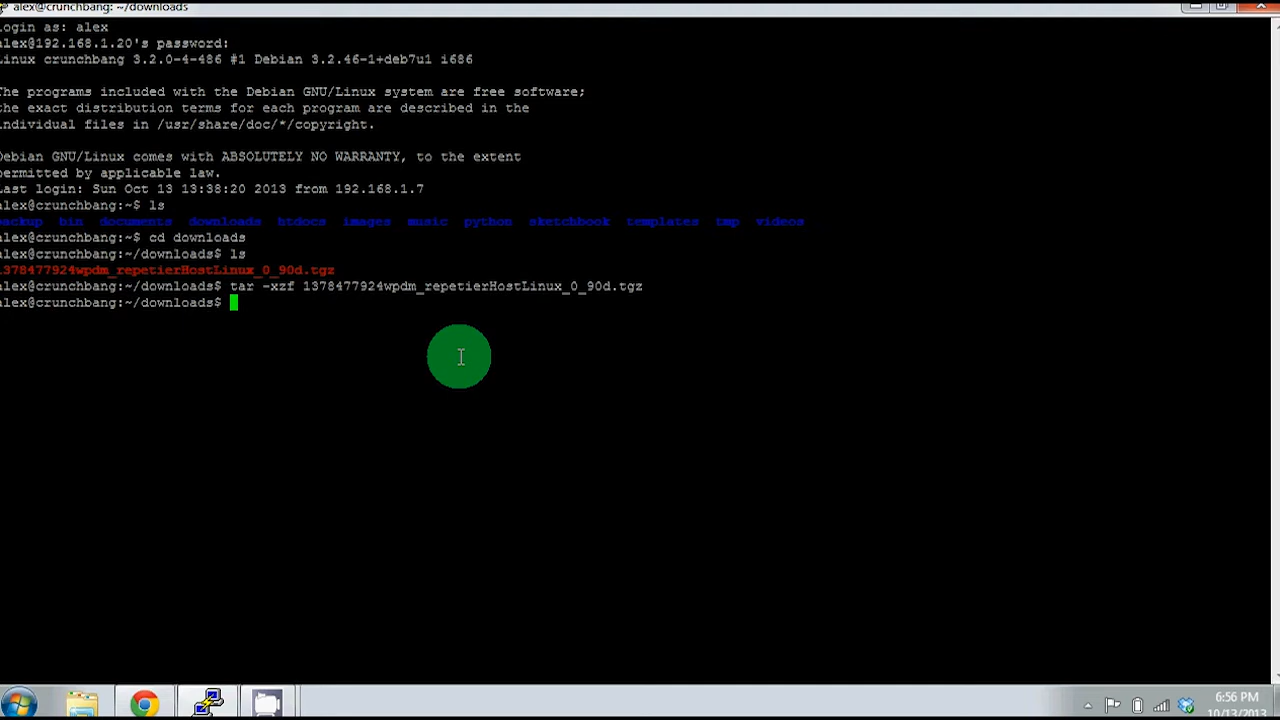 alex@crunchbang: ~/downloads
login as: alex
alex@192.168.1.20's password:
Linux crunchbang 3.2.0-4-486 #1 Debian 3.2.46-1+deb7u1 i686
The programs included with the Debian GNU/Linux system are free software;
the exact distribution terms for each program are described in the
individual files in /usr/share/doc/*/copyright.
Debian GNU/Linux comes with ABSOLUTELY NO WARRANTY, to the extent
permitted by applicable law.
Last login: Sun Oct 13 13:38:20 2013 from 192.168.1.7
alex@crunchbang:~$ ls
backup bin documents downloads htdocs images music python sketchbook templates tmp videos
alex@crunchbang:~$ cd downloads
alex@crunchbang:~/downloads$ ls
1378477924wpdm_repetierHostLinux_0_90d.tgz
alex@crunchbang:~/downloads$ tar -xzf 1378477924wpdm_repetierHostLinux_0_90d.tgz
alex@crunchbang:~/downloads$
6:56 PM
10/13/2013